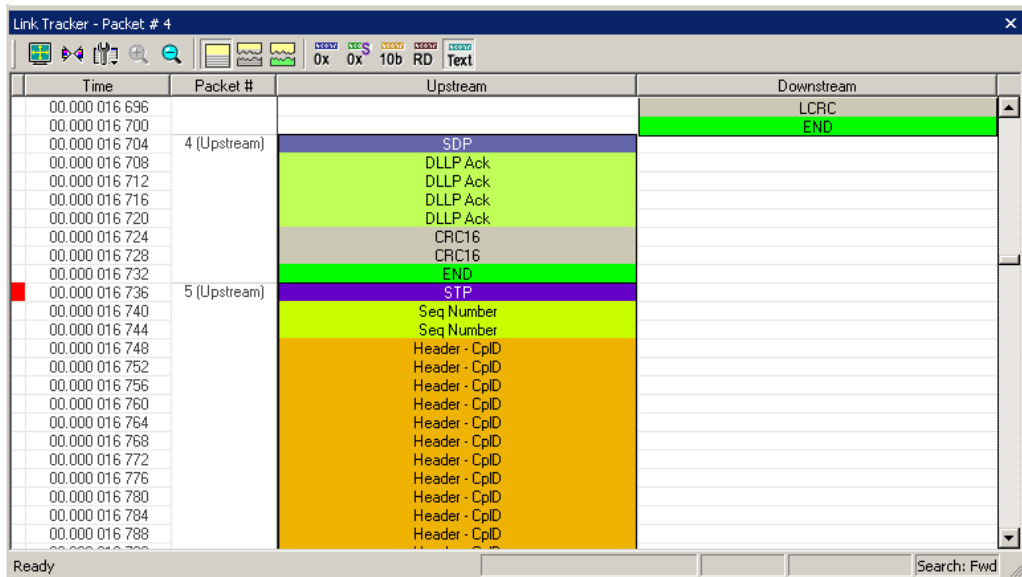 Link Tracker - Packet # 4
0x 0x S 10b RD Text
Time Packet # Upstream Downstream
00.000 016 696 LCRC
00.000 016 700 END
00.000 016 704 4 (Upstream) SDP
00.000 016 708 DLLP Ack
00.000 016 712 DLLP Ack
00.000 016 716 DLLP Ack
00.000 016 720 DLLP Ack
00.000 016 724 CRC16
00.000 016 728 CRC16
00.000 016 732 END
00.000 016 736 5 (Upstream) STP
00.000 016 740 Seq Number
00.000 016 744 Seq Number
00.000 016 748 Header - CplD
00.000 016 752 Header - CplD
00.000 016 756 Header - CplD
00.000 016 760 Header - CplD
00.000 016 764 Header - CplD
00.000 016 768 Header - CplD
00.000 016 772 Header - CplD
00.000 016 776 Header - CplD
00.000 016 780 Header - CplD
00.000 016 784 Header - CplD
00.000 016 788 Header - CplD
Ready Search: Fwd